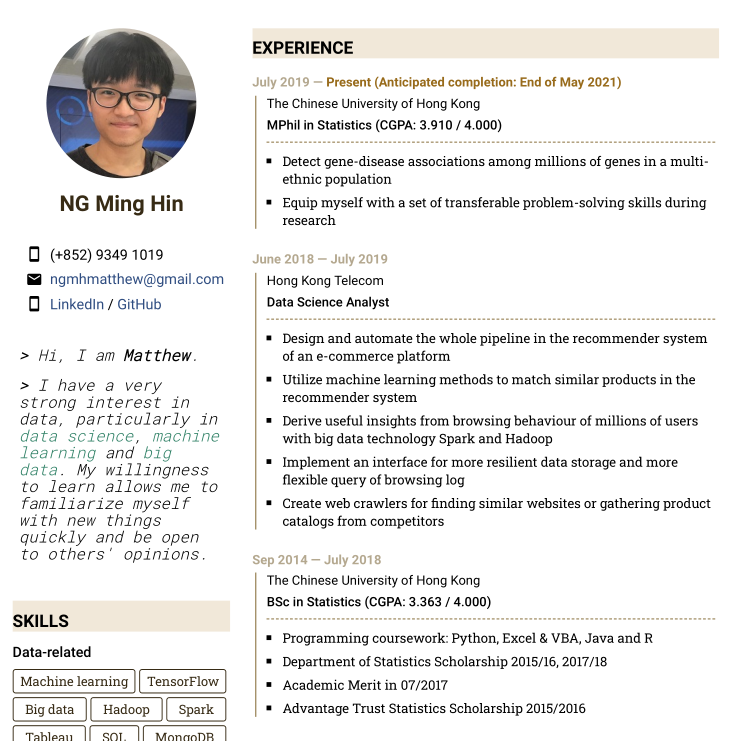 NG Ming Hin
(+852) 9349 1019
ngmhmatthew@gmail.com
LinkedIn / GitHub
> Hi, I am Matthew.
> I have a very
strong interest in
data, particularly in
data science, machine
learning and big
data. My willingness
to learn allows me to
familiarize myself
with new things
quickly and be open
to others' opinions.
SKILLS
Data-related
Machine learning TensorFlow
Big data Hadoop Spark
Tableau SQL MongoDB
EXPERIENCE
July 2019 — Present (Anticipated completion: End of May 2021)
The Chinese University of Hong Kong
MPhil in Statistics (CGPA: 3.910 / 4.000)
▪ Detect gene-disease associations among millions of genes in a multi-
ethnic population
▪ Equip myself with a set of transferable problem-solving skills during
research
June 2018 — July 2019
Hong Kong Telecom
Data Science Analyst
▪ Design and automate the whole pipeline in the recommender system
of an e-commerce platform
▪ Utilize machine learning methods to match similar products in the
recommender system
▪ Derive useful insights from browsing behaviour of millions of users
with big data technology Spark and Hadoop
▪ Implement an interface for more resilient data storage and more
flexible query of browsing log
▪ Create web crawlers for finding similar websites or gathering product
catalogs from competitors
Sep 2014 — July 2018
The Chinese University of Hong Kong
BSc in Statistics (CGPA: 3.363 / 4.000)
▪ Programming coursework: Python, Excel & VBA, Java and R
▪ Department of Statistics Scholarship 2015/16, 2017/18
▪ Academic Merit in 07/2017
▪ Advantage Trust Statistics Scholarship 2015/2016